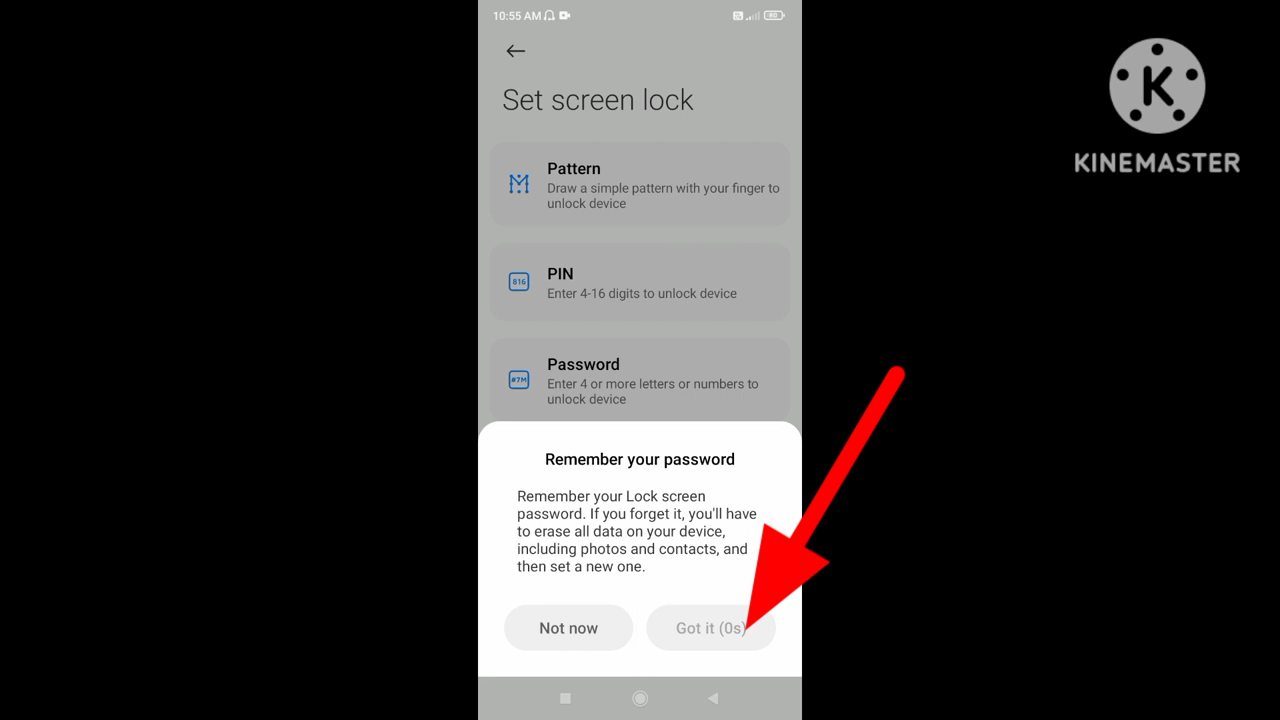 10:55 AM
80
K
KINEMASTER
Set screen lock
Pattern
Draw a simple pattern with your finger to
unlock device
816
PIN
Enter 4-16 digits to unlock device
#7M
Password
Enter 4 or more letters or numbers to
unlock device
Remember your password
Remember your Lock screen
password. If you forget it, you'll have
to erase all data on your device,
including photos and contacts, and
then set a new one.
Not now
Got it (0s)